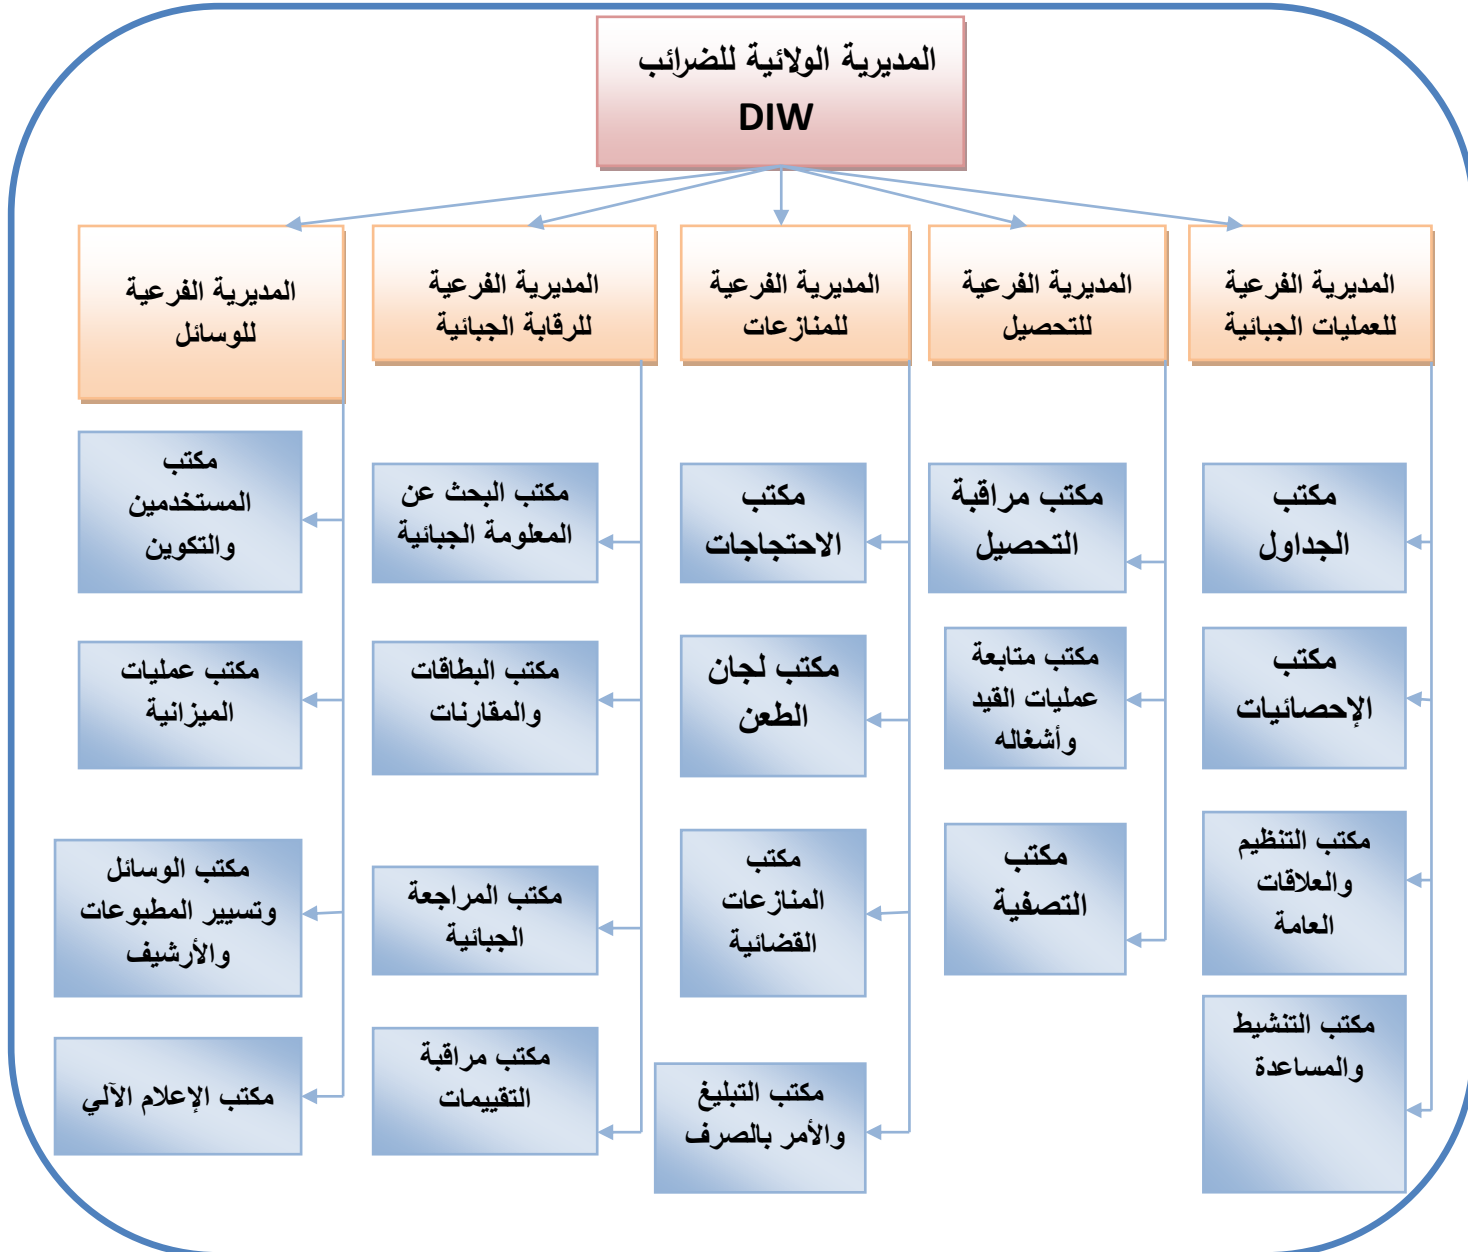 المديرية الولائية للضرائب
DIW
المديرية الفرعية
للعمليات الجبائية
المديرية الفرعية
للتحصيل
المديرية الفرعية
للمنازعات
المديرية الفرعية
للرقابة الجبائية
المديرية الفرعية
للوسائل
مكتب
الجداول
مكتب
الإحصائيات
مكتب التنظيم
والعلاقات
العامة
مكتب التنشيط
والمساعدة
مكتب مراقبة
التحصيل
مكتب متابعة
عمليات القيد
وأشغاله
مكتب
التصفية
مكتب
الاحتجاجات
مكتب لجان
الطعن
مكتب
المنازعات
القضائية
مكتب التبليغ
والأمر بالصرف
مكتب البحث عن
المعلومة الجبائية
مكتب البطاقات
والمقارنات
مكتب المراجعة
الجبائية
مكتب مراقبة
التقييمات
مكتب
المستخدمين
والتكوين
مكتب عمليات
الميزانية
مكتب الوسائل
وتسيير المطبوعات
والأرشيف
مكتب الإعلام الآلي